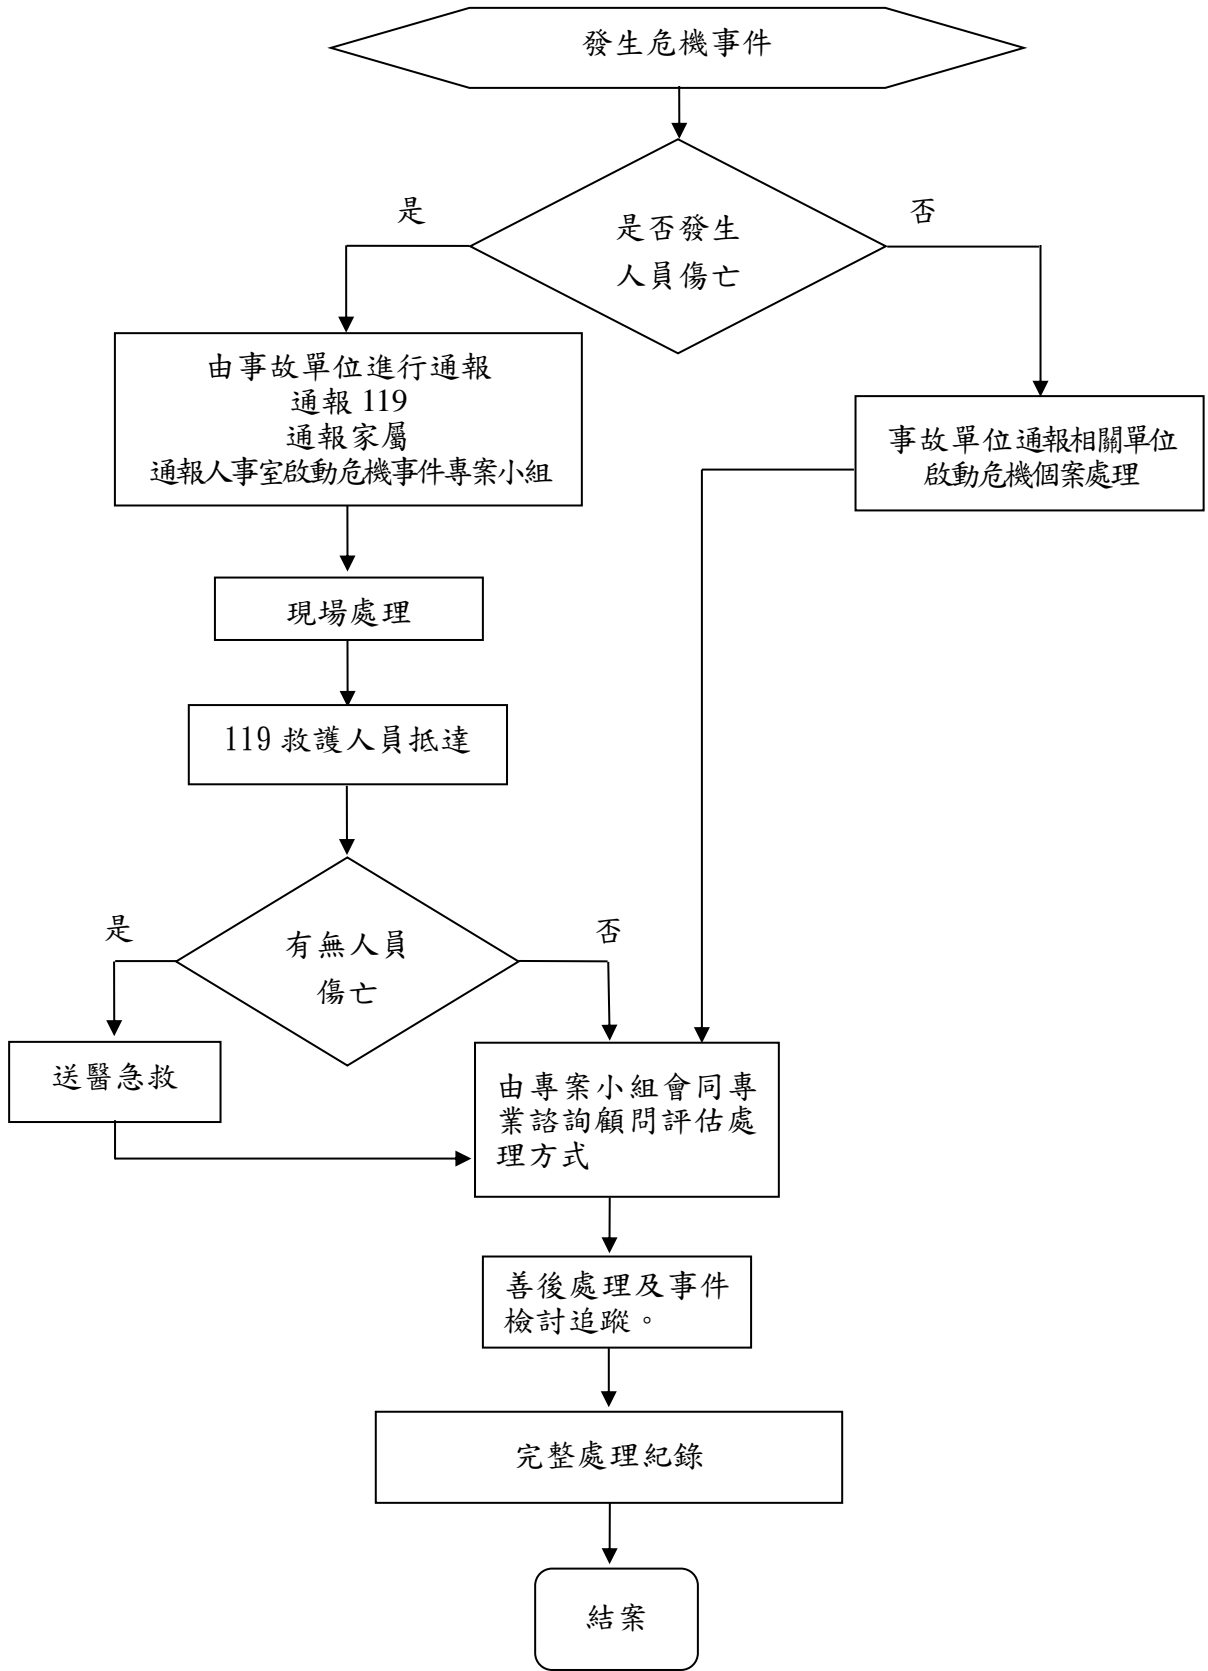 發生危機事件
是
否
是否發生
人員傷亡
由事故單位進行通報
通報 119
通報家屬
通報人事室啟動危機事件專案小組
事故單位通報相關單位
啟動危機個案處理
現場處理
119 救護人員抵達
是
否
有無人員
傷亡
送醫急救
由專案小組會同專
業諮詢顧問評估處
理方式
善後處理及事件
檢討追蹤。
完整處理紀錄
結案